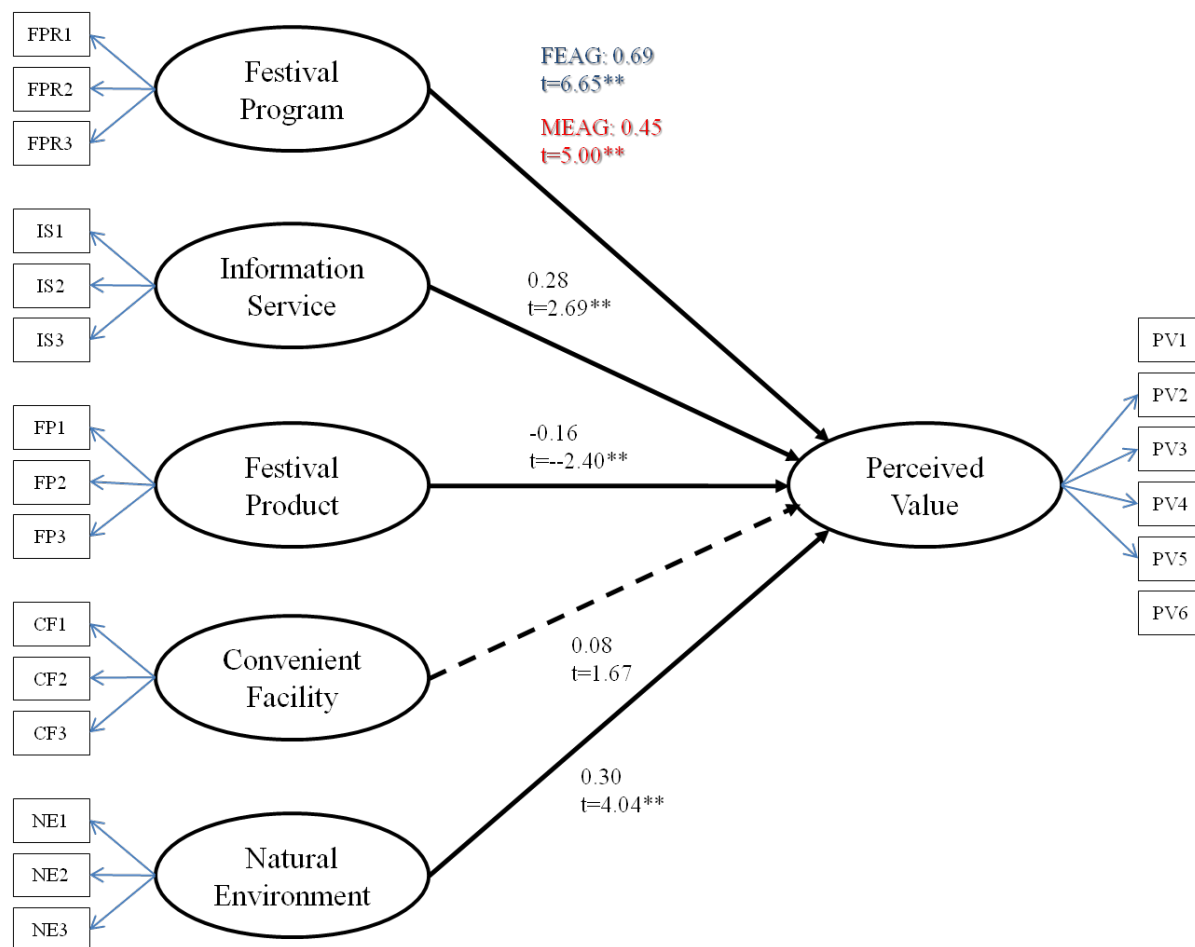 FPR1
FPR2
FPR3
Festival
Program
FEAG: 0.69
t=6.65**
MEAG: 0.45
t=5.00**
IS1
IS2
IS3
Information
Service
0.28
t=2.69**
FP1
FP2
FP3
Festival
Product
-0.16
t=--2.40**
CF1
CF2
CF3
Convenient
Facility
0.08
t=1.67
NE1
NE2
NE3
Natural
Environment
0.30
t=4.04**
Perceived
Value
PV1
PV2
PV3
PV4
PV5
PV6